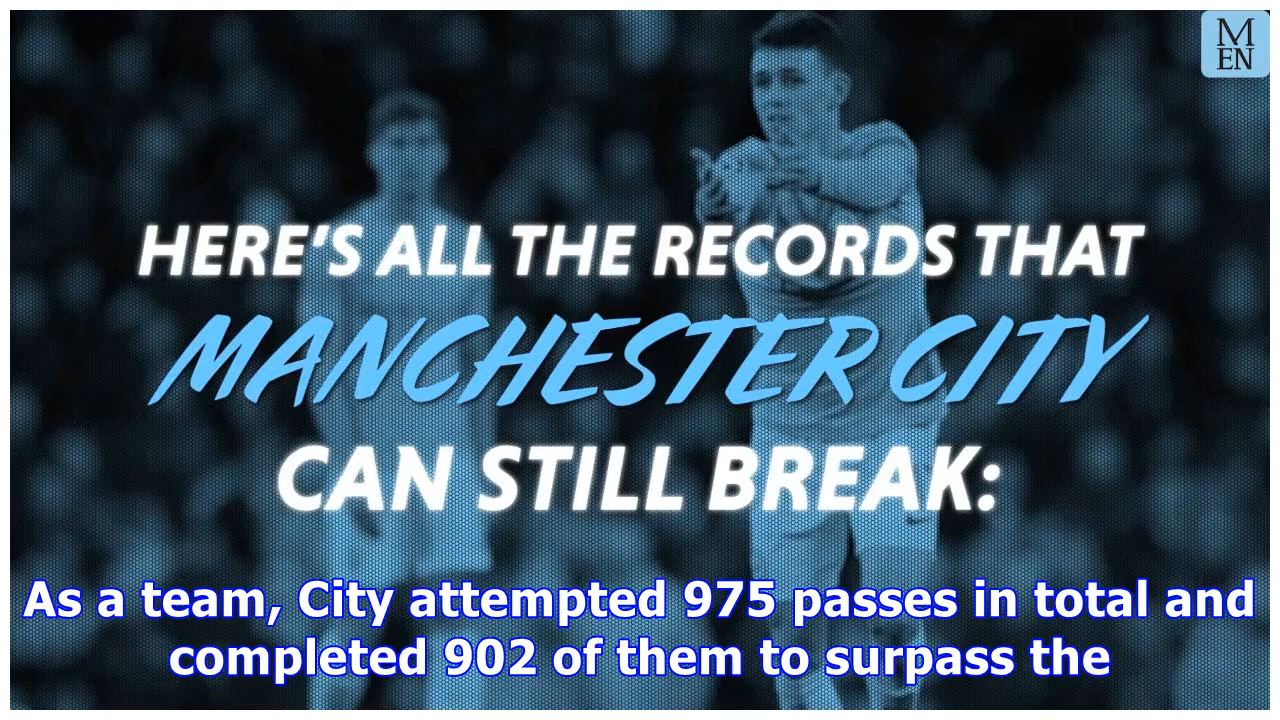 M
EN
HERE'S ALL THE RECORDS THAT
MANCHESTER CITY
CAN STILL BREAK:
As a team, City attempted 975 passes in total and
completed 902 of them to surpass the